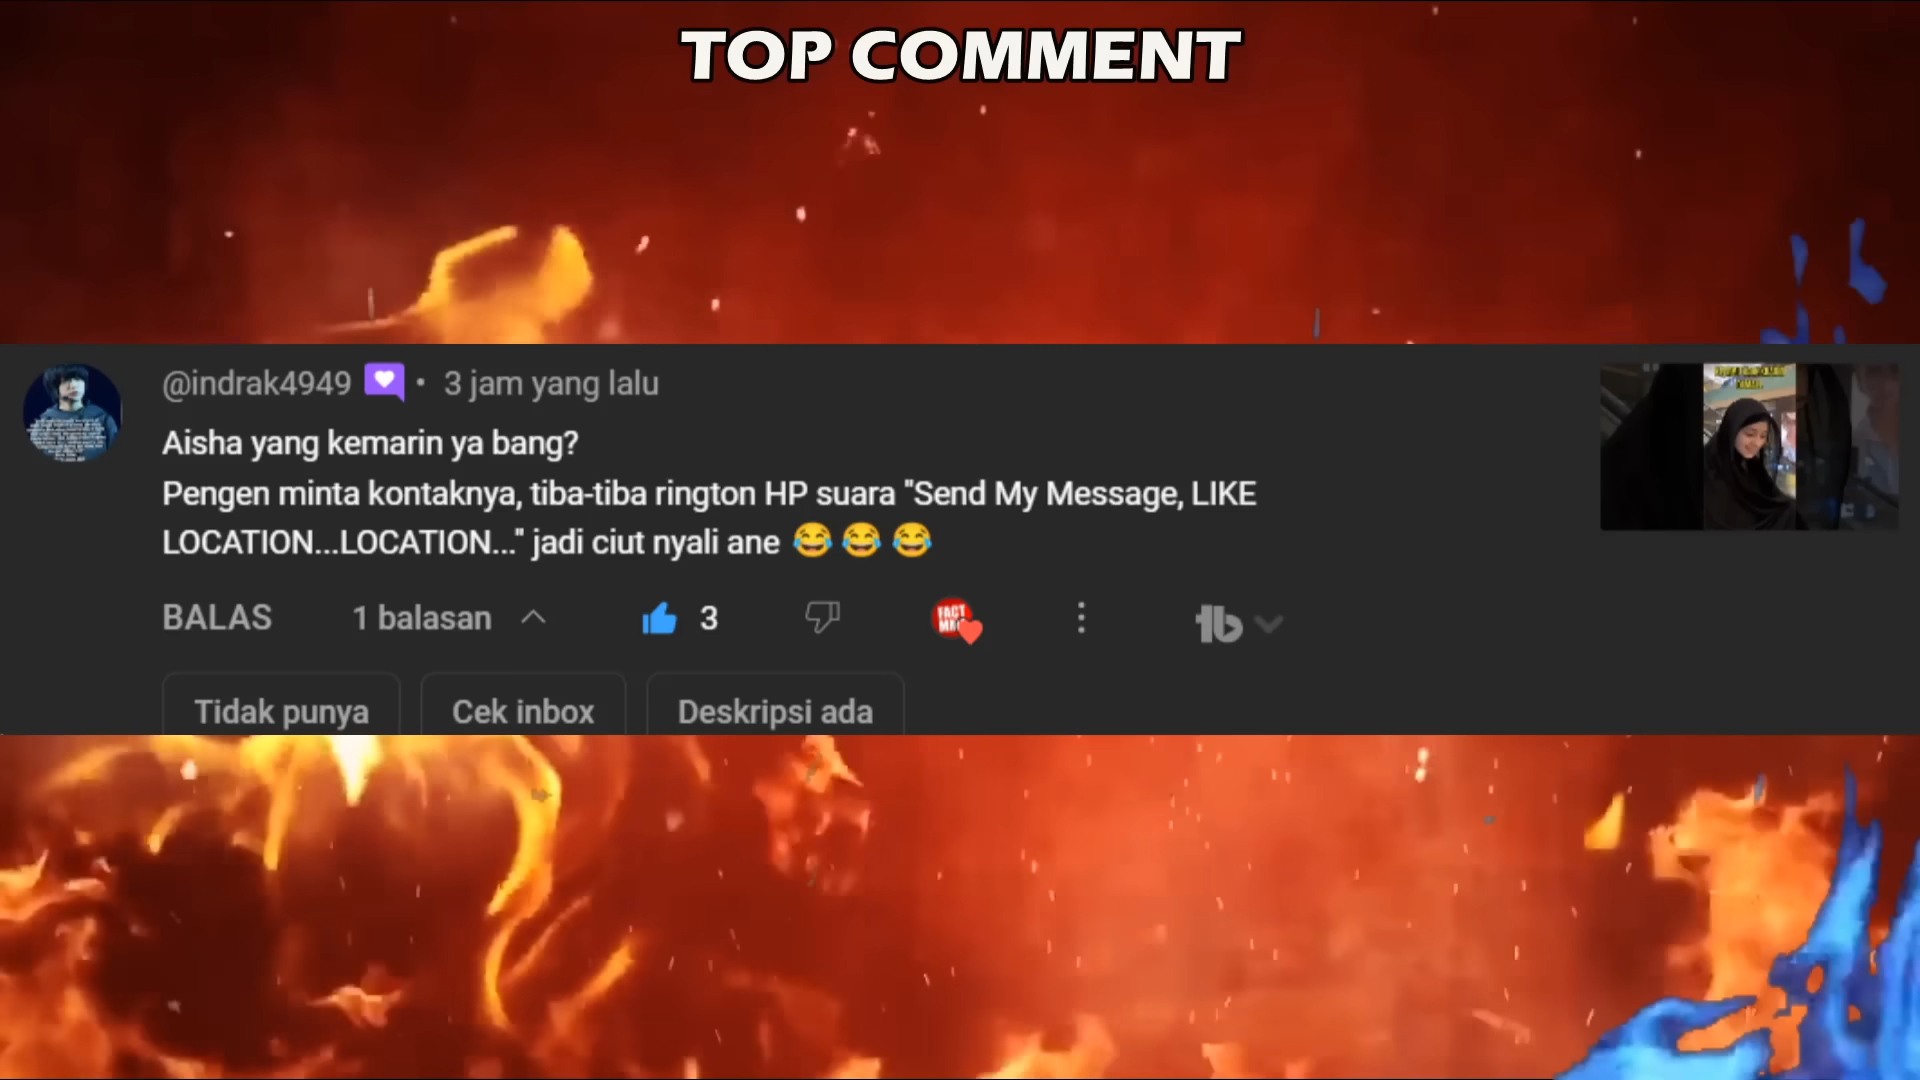 TOP COMMENT
@indrak4949 • 3 jam yang lalu
Aisha yang kemarin ya bang?
Pengen minta kontaknya, tiba-tiba rington HP suara "Send My Message, LIKE
LOCATION...LOCATION..." jadi ciut nyali ane 😂😂😂
BALAS 1 balasan 3
FACT
Tidak punya Cek inbox Deskripsi ada